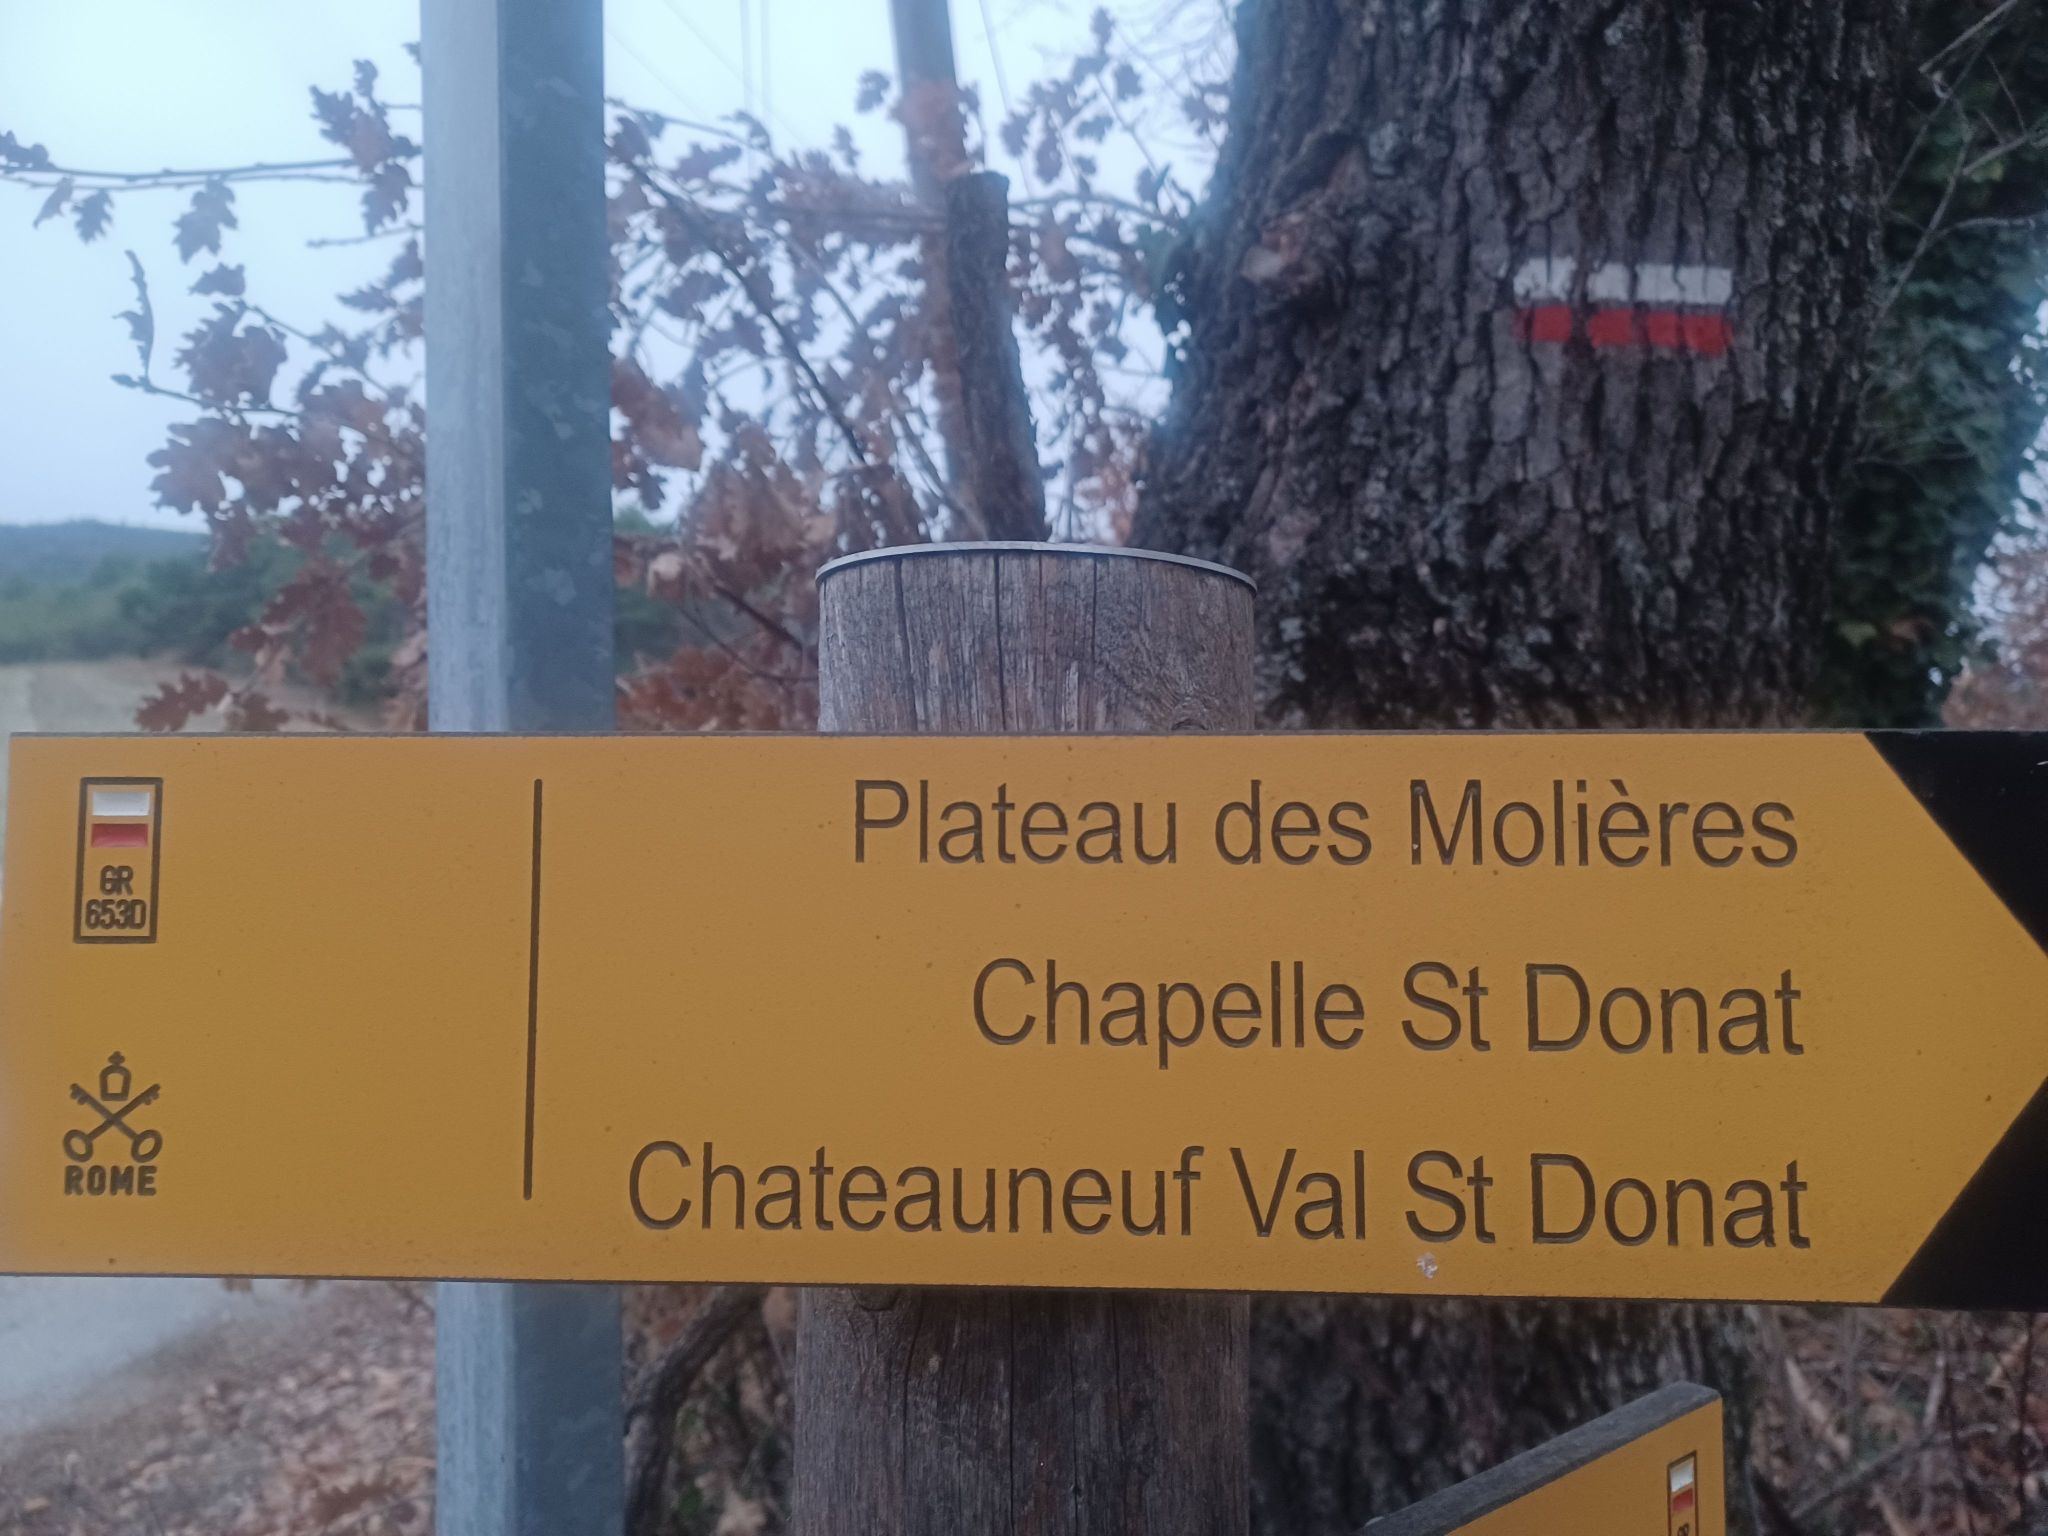 GR
653D
ROME
Plateau des Molières
Chapelle St Donat
Chateauneuf Val St Donat